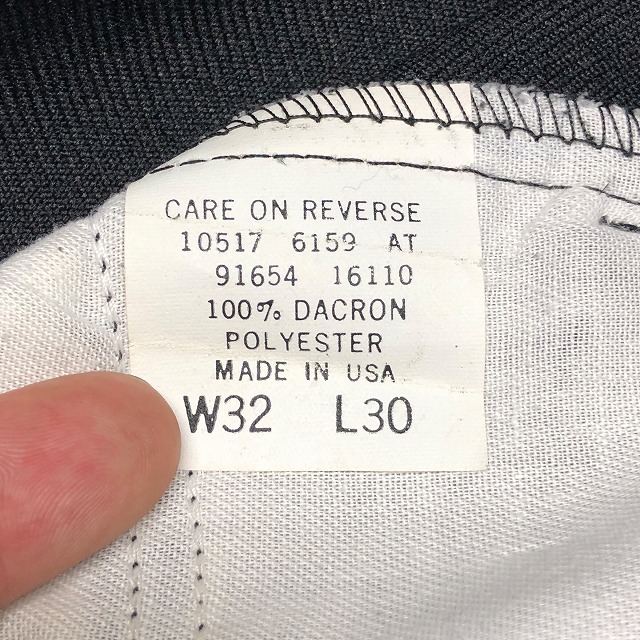 CARE ON REVERSE
10517 6159 AT
91654 16110
100% DACRON
POLYESTER
MADE IN USA
W32 L30